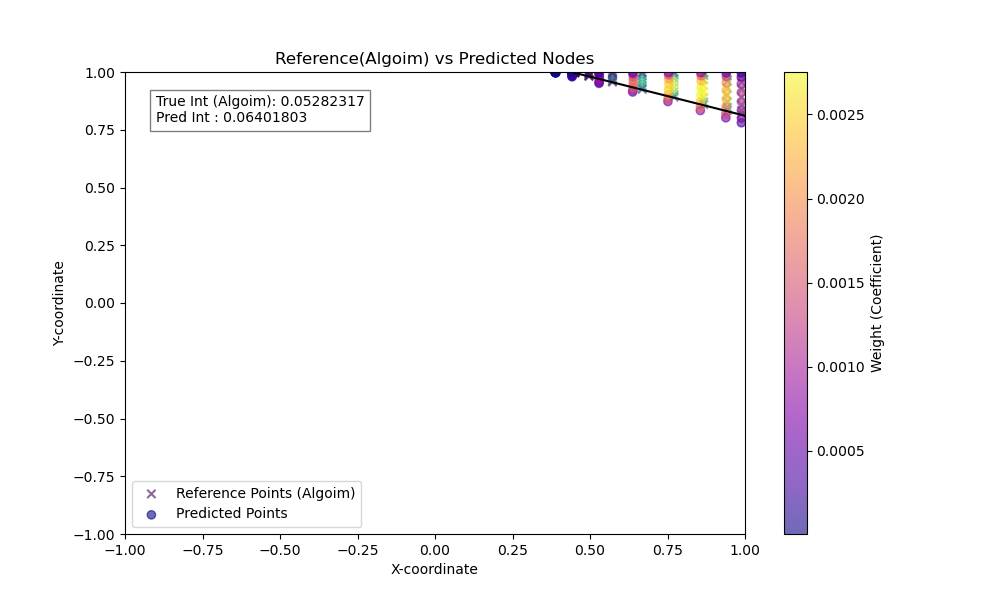 Reference(Algoim) vs Predicted Nodes
True Int (Algoim): 0.05282317
Pred Int : 0.06401803
1.00
0.75
0.50
0.25
0.00
−0.25
−0.50
−0.75
−1.00
Y-coordinate
Reference Points (Algoim)
Predicted Points
−1.00 −0.75 −0.50 −0.25 0.00 0.25 0.50 0.75 1.00
X-coordinate
0.0025
0.0020
0.0015
0.0010
0.0005
Weight (Coefficient)